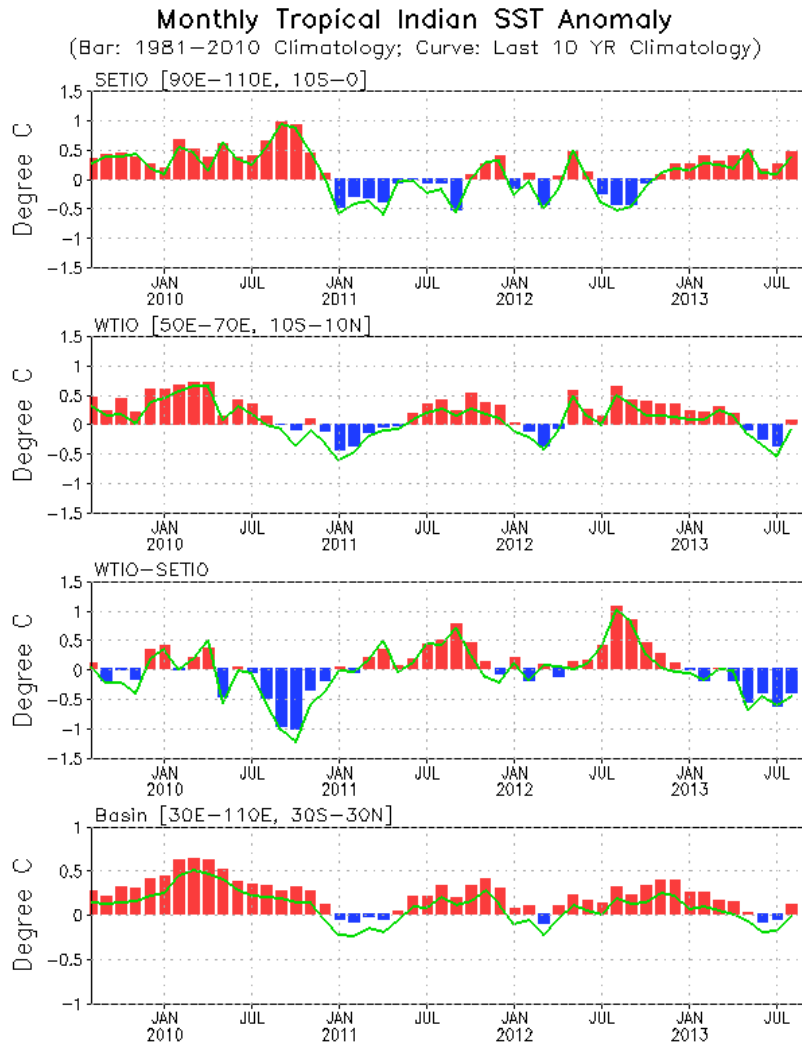 Monthly Tropical Indian SST Anomaly
(Bar: 1981−2010 Climatology; Curve: Last 10 YR Climatology)
SETIO [90E−110E, 10S−0]
Degree C
1.5
1
0.5
0
−0.5
−1
−1.5
JAN JUL JAN JUL JAN JUL JAN JUL
2010 2011 2012 2013
WTIO [50E−70E, 10S−10N]
Degree C
1.5
1
0.5
0
−0.5
−1
−1.5
JAN JUL JAN JUL JAN JUL JAN JUL
2010 2011 2012 2013
WTIO−SETIO
Degree C
1.5
1
0.5
0
−0.5
−1
−1.5
JAN JUL JAN JUL JAN JUL JAN JUL
2010 2011 2012 2013
Basin [30E−110E, 30S−30N]
Degree C
1
0.5
0
−0.5
−1
JAN JUL JAN JUL JAN JUL JAN JUL
2010 2011 2012 2013